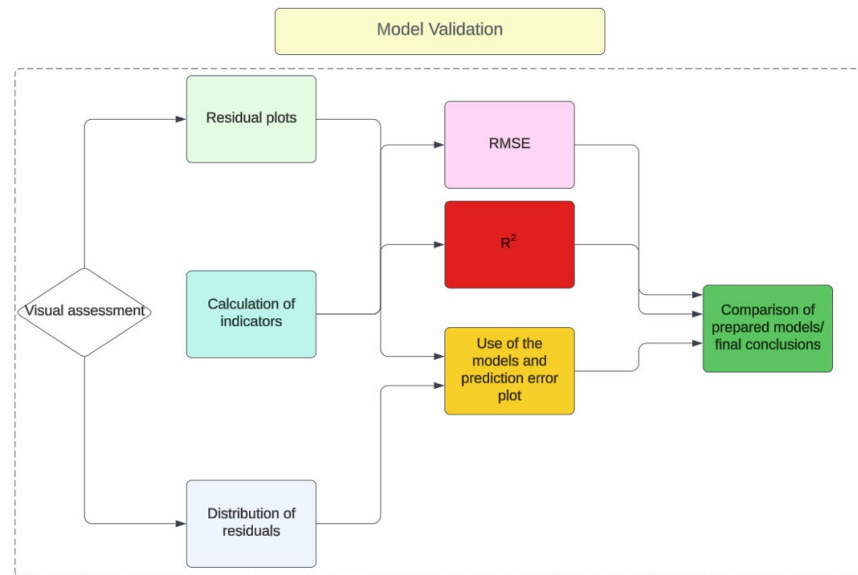 Model Validation
Residual plots
RMSE
R²
Visual assessment
Calculation of
indicators
Comparison of
prepared models/
final conclusions
Use of the
models and
prediction error
plot
Distribution of
residuals